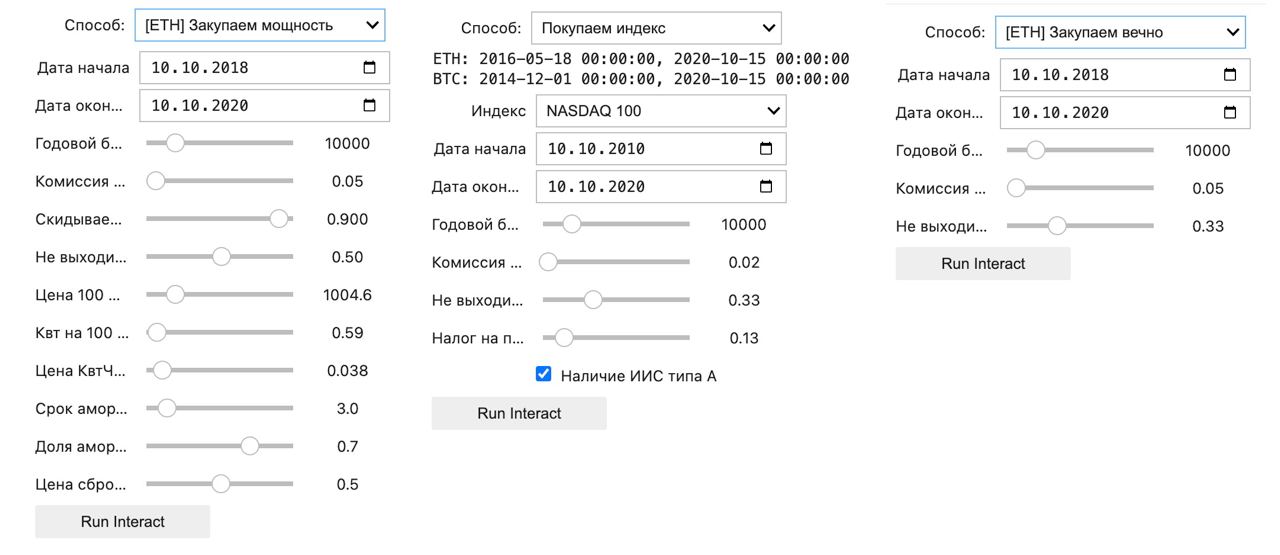 Способ: [ETH] Закупаем мощность
Дата начала 10.10.2018
Дата окон... 10.10.2020
Годовой б... 10000
Комиссия ... 0.05
Скидывае... 0.900
Не выходи... 0.50
Цена 100 ... 1004.6
Квт на 100 ... 0.59
Цена КвтЧ... 0.038
Срок амор... 3.0
Доля амор... 0.7
Цена сбро... 0.5
Run Interact
Способ: Покупаем индекс
ETH: 2016-05-18 00:00:00, 2020-10-15 00:00:00
BTC: 2014-12-01 00:00:00, 2020-10-15 00:00:00
Индекс NASDAQ 100
Дата начала 10.10.2010
Дата окон... 10.10.2020
Годовой б... 10000
Комиссия ... 0.02
Не выходи... 0.33
Налог на п... 0.13
Наличие ИИС типа А
Run Interact
Способ: [ETH] Закупаем вечно
Дата начала 10.10.2018
Дата окон... 10.10.2020
Годовой б... 10000
Комиссия ... 0.05
Не выходи... 0.33
Run Interact